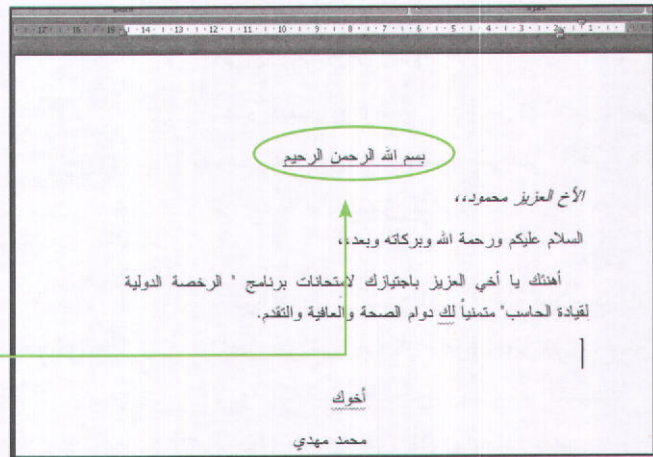 بسم الله الرحمن الرحيم
الأخ العزيز محمود،،
السلام عليكم ورحمة الله وبركاته وبعد،،
أهنئك يا أخي العزيز باجتيازك لامتحانات برنامج " الرخصة الدولية
لقيادة الحاسب" متمنياً لك دوام الصحة والعافية والتقدم.
أخوك
محمد مهدي